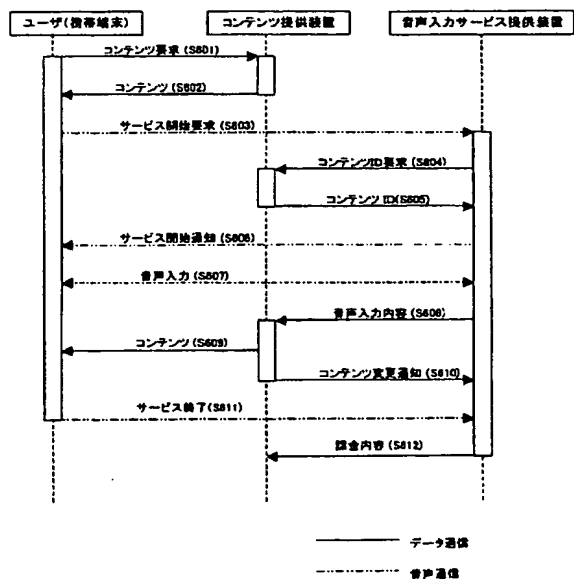 ユーザ(携帯端末)
コンテンツ提供装置
音声入力サービス提供装置
コンテンツ要求 (S601)
コンテンツ (S602)
サービス開始要求 (S603)
コンテンツID要求 (S604)
コンテンツ ID(S605)
サービス開始通知 (S606)
音声入力 (S607)
音声入力内容 (S608)
コンテンツ (S609)
コンテンツ変更通知 (S610)
サービス終了(S611)
課金内容 (S612)
データ通信
音声通信